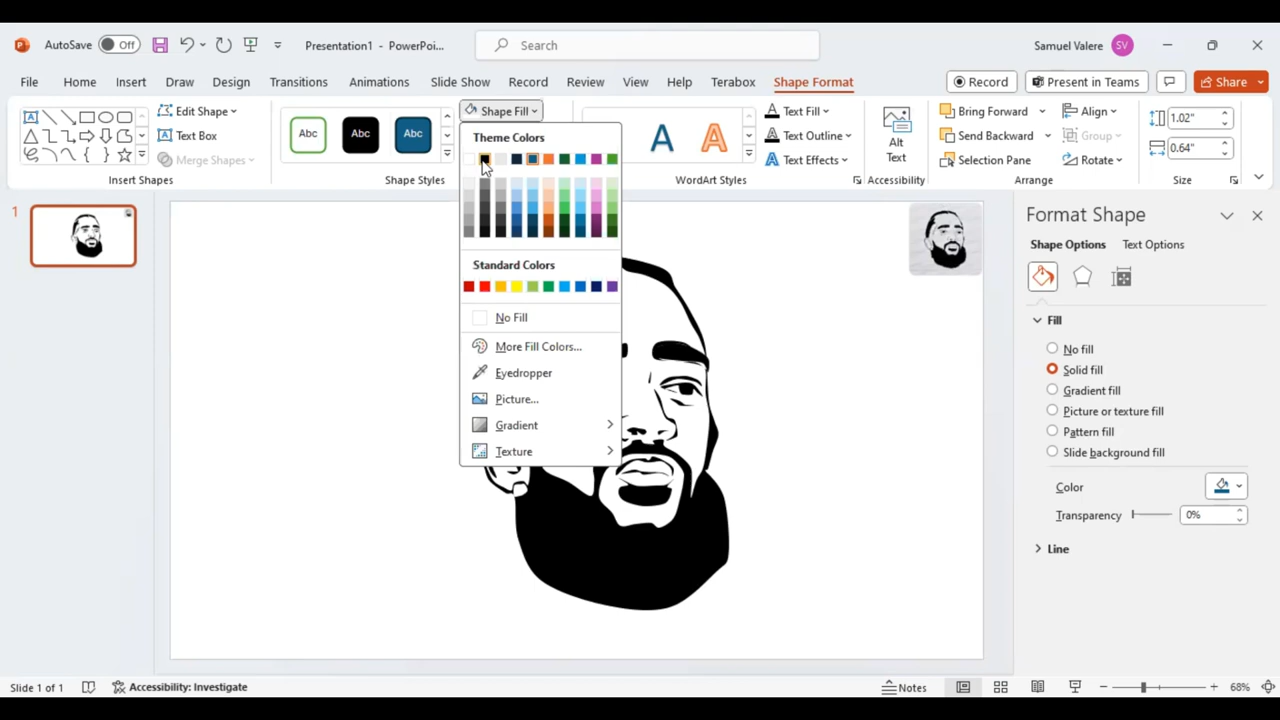 AutoSave Off Presentation1 - PowerPoi... Search Samuel Valere SV
File Home Insert Draw Design Transitions Animations Slide Show Record Review View Help Terabox Shape Format Record Present in Teams Share
Edit Shape
Text Box
Merge Shapes
Insert Shapes
Abc Abc Abc
Shape Styles
Shape Fill
Theme Colors
Standard Colors
No Fill
More Fill Colors...
Eyedropper
Picture...
Gradient
Texture
A A
Text Fill
Text Outline
Text Effects
WordArt Styles
Alt
Text
Accessibility
Bring Forward
Send Backward
Selection Pane
Align
Group
Rotate
Arrange
1.02"
0.64"
Size
1
Format Shape
Shape Options Text Options
Fill
No fill
Solid fill
Gradient fill
Picture or texture fill
Pattern fill
Slide background fill
Color
Transparency 0%
Line
Slide 1 of 1 Accessibility: Investigate Notes 68%